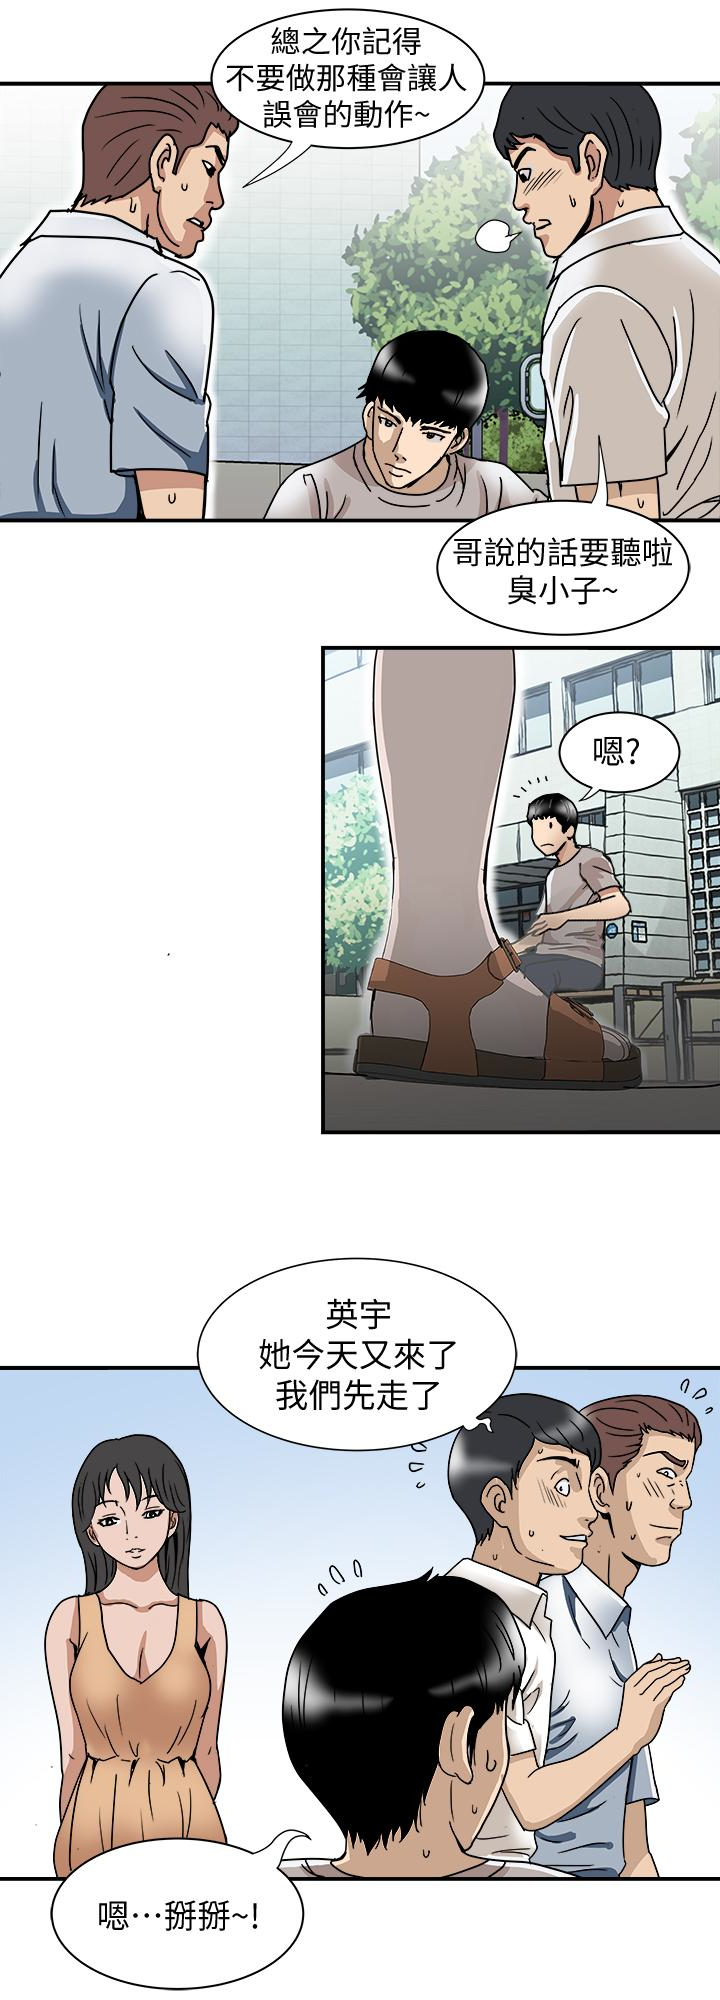 總之你記得
不要做那種會讓人
誤會的動作~
哥說的話要聽啦
臭小子~
嗯?
英宇
她今天又來了
我們先走了
嗯…掰掰~!